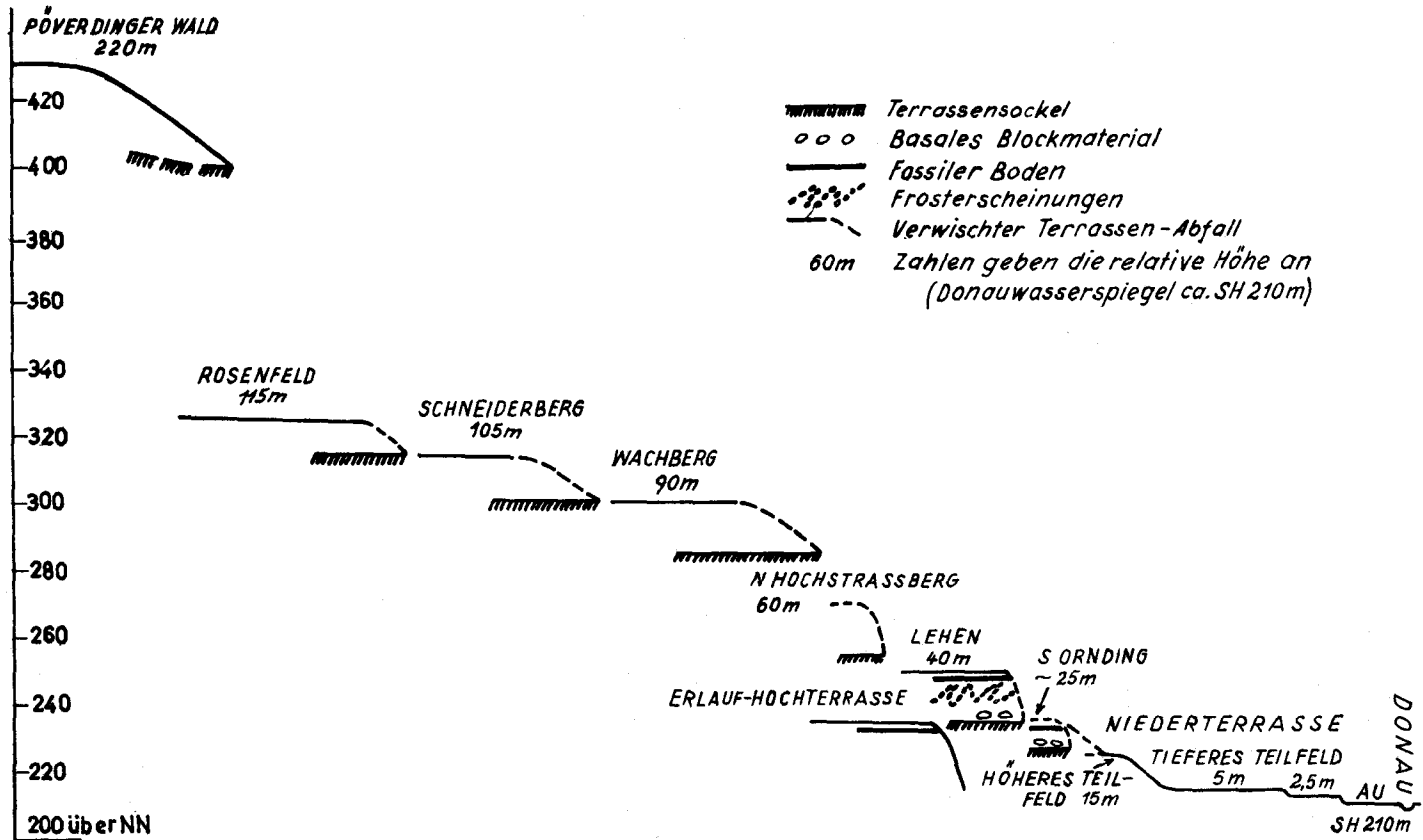 PÖVERDINGER WALD
220m
420
400
380
360
340
320
300
280
260
240
220
200 über NN
Terrassensockel
Basales Blockmaterial
Fassiler Boden
Frosterscheinungen
Verwischter Terrassen-Abfall
60m Zahlen geben die relative Höhe an
(Donauwasserspiegel ca. SH 210m)
ROSENFELD
115m
SCHNEIDERBERG
105m
WACHBERG
90m
N HOCHSTRASSBERG
60m
LEHEN
40m
S ORNDING
~25m
ERLAUF-HOCHTERRASSE
NIEDERTERRASSE
HÖHERES TEIL-
FELD 15m
TIEFERES TEILFELD
5m 2,5m
AU
DONAU
SH 210m